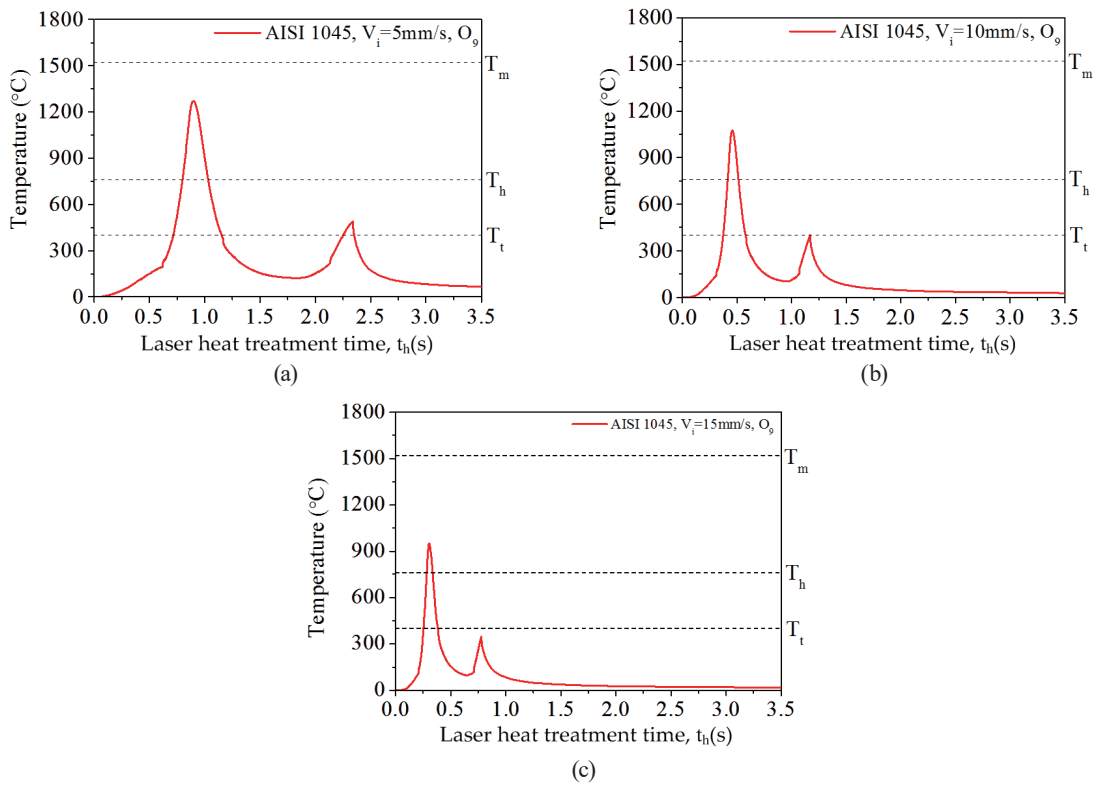 AISI 1045, Vᵢ=5mm/s, O₉
1800
1500
1200
900
600
300
0
Temperature (°C)
Tₘ
Tₕ
Tₜ
0.0 0.5 1.0 1.5 2.0 2.5 3.0 3.5
Laser heat treatment time, tₕ(s)
(a)
AISI 1045, Vᵢ=10mm/s, O₉
1800
1500
1200
900
600
300
0
Temperature (°C)
Tₘ
Tₕ
Tₜ
0.0 0.5 1.0 1.5 2.0 2.5 3.0 3.5
Laser heat treatment time, tₕ(s)
(b)
AISI 1045, Vᵢ=15mm/s, O₉
1800
1500
1200
900
600
300
0
Temperature (°C)
Tₘ
Tₕ
Tₜ
0.0 0.5 1.0 1.5 2.0 2.5 3.0 3.5
Laser heat treatment time, tₕ(s)
(c)